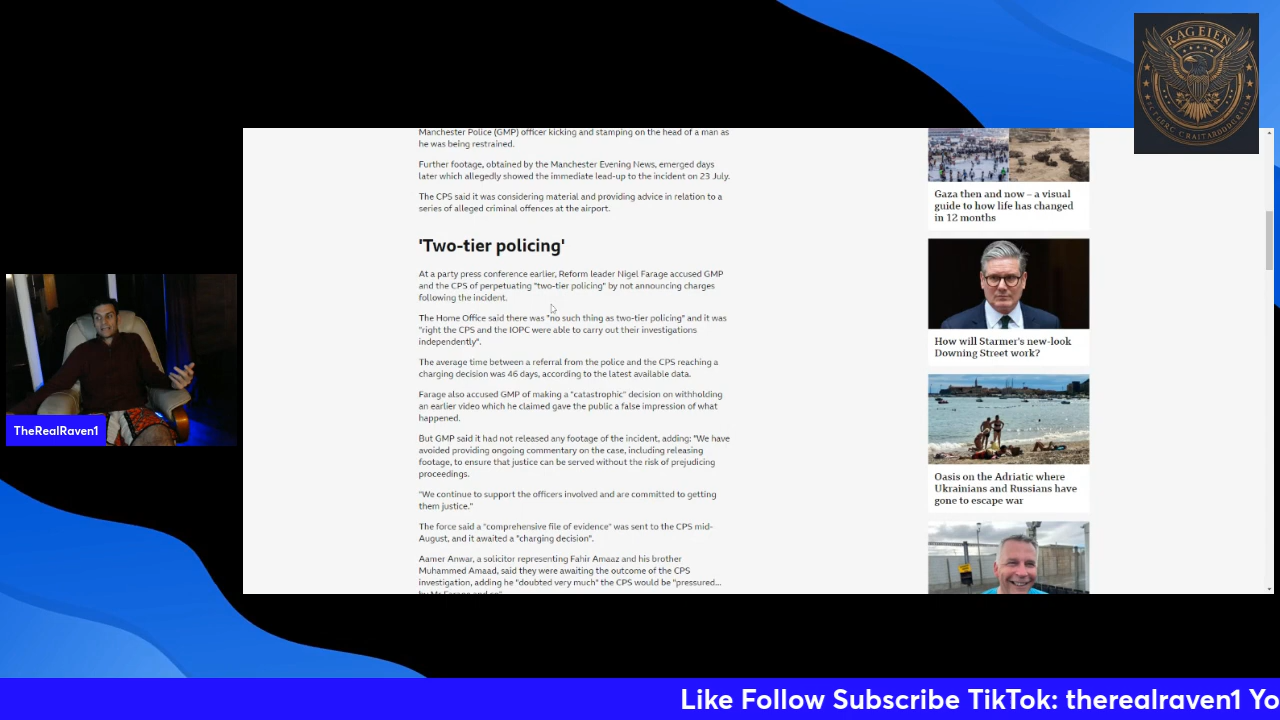 RAGEIEN
Manchester Police (GMP) officer kicking and stamping on the head of a man as
he was being restrained.
Further footage, obtained by the Manchester Evening News, emerged days
later which allegedly showed the immediate lead-up to the incident on 23 July.
The CPS said it was considering material and providing advice in relation to a
series of alleged criminal offences at the airport.
'Two-tier policing'
At a party press conference earlier, Reform leader Nigel Farage accused GMP
and the CPS of perpetuating "two-tier policing" by not announcing charges
following the incident.
The Home Office said there was "no such thing as two-tier policing" and it was
"right the CPS and the IOPC were able to carry out their investigations
independently".
The average time between a referral from the police and the CPS reaching a
charging decision was 46 days, according to the latest available data.
Farage also accused GMP of making a "catastrophic" decision on withholding
an earlier video which he claimed gave the public a false impression of what
happened.
But GMP said it had not released any footage of the incident, adding: "We have
avoided providing ongoing commentary on the case, including releasing
footage, to ensure that justice can be served without the risk of prejudicing
proceedings.
"We continue to support the officers involved and are committed to getting
them justice."
The force said a "comprehensive file of evidence" was sent to the CPS mid-
August, and it awaited a "charging decision".
Aamer Anwar, a solicitor representing Fahir Amaaz and his brother
Muhammed Amaad, said they were awaiting the outcome of the CPS
investigation, adding he "doubted very much" the CPS would be "pressured...
Gaza then and now – a visual
guide to how life has changed
in 12 months
How will Starmer's new-look
Downing Street work?
Oasis on the Adriatic where
Ukrainians and Russians have
gone to escape war
TheRealRaven1
Like Follow Subscribe TikTok: therealraven1 Yo